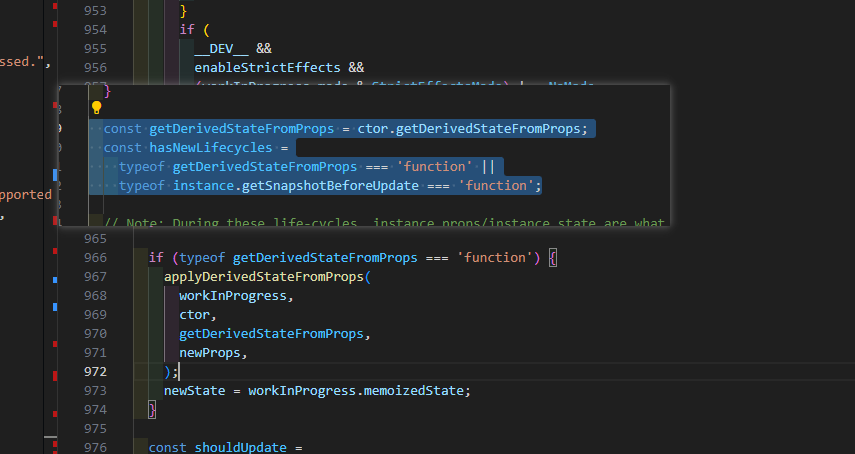 953 }
954 if (
955 __DEV__ &&
ssed.",
956 enableStrictEffects &&
}
const getDerivedStateFromProps = ctor.getDerivedStateFromProps;
const hasNewLifecycles =
typeof getDerivedStateFromProps === 'function' ||
typeof instance.getSnapshotBeforeUpdate === 'function';
pported
,
// Note: During these life-cycles, instance.props/instance.state are what
965
966 if (typeof getDerivedStateFromProps === 'function') {
967 applyDerivedStateFromProps(
968 workInProgress,
969 ctor,
970 getDerivedStateFromProps,
971 newProps,
972 );
973 newState = workInProgress.memoizedState;
974 }
975
976 const shouldUpdate =